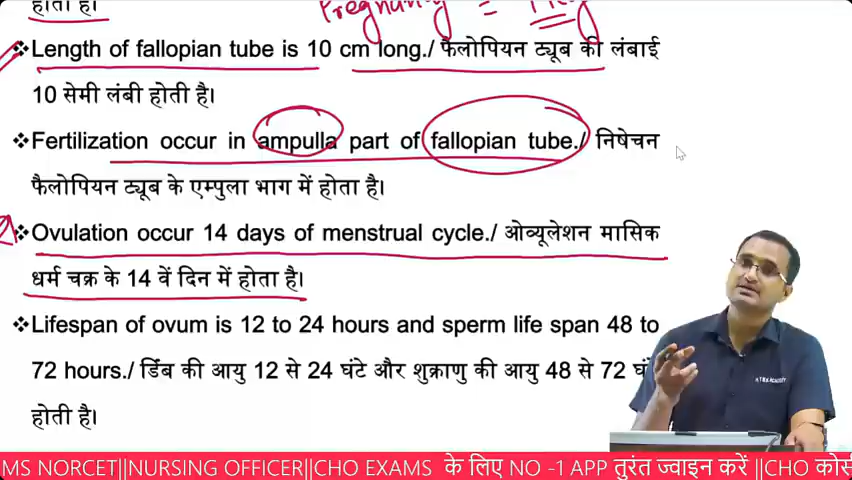 होता है।
Pregnancy =
❖ Length of fallopian tube is 10 cm long./ फैलोपियन ट्यूब की लंबाई
10 सेमी लंबी होती है।
❖ Fertilization occur in ampulla part of fallopian tube./ निषेचन
फैलोपियन ट्यूब के एम्पुला भाग में होता है।
❖ Ovulation occur 14 days of menstrual cycle./ ओव्यूलेशन मासिक
धर्म चक्र के 14 वें दिन में होता है।
❖ Lifespan of ovum is 12 to 24 hours and sperm life span 48 to
72 hours./ डिंब की आयु 12 से 24 घंटे और शुक्राणु की आयु 48 से 72
होती है।
MS NORCET||NURSING OFFICER||CHO EXAMS के लिए NO -1 APP तुरंत ज्वाइन करें ||CHO